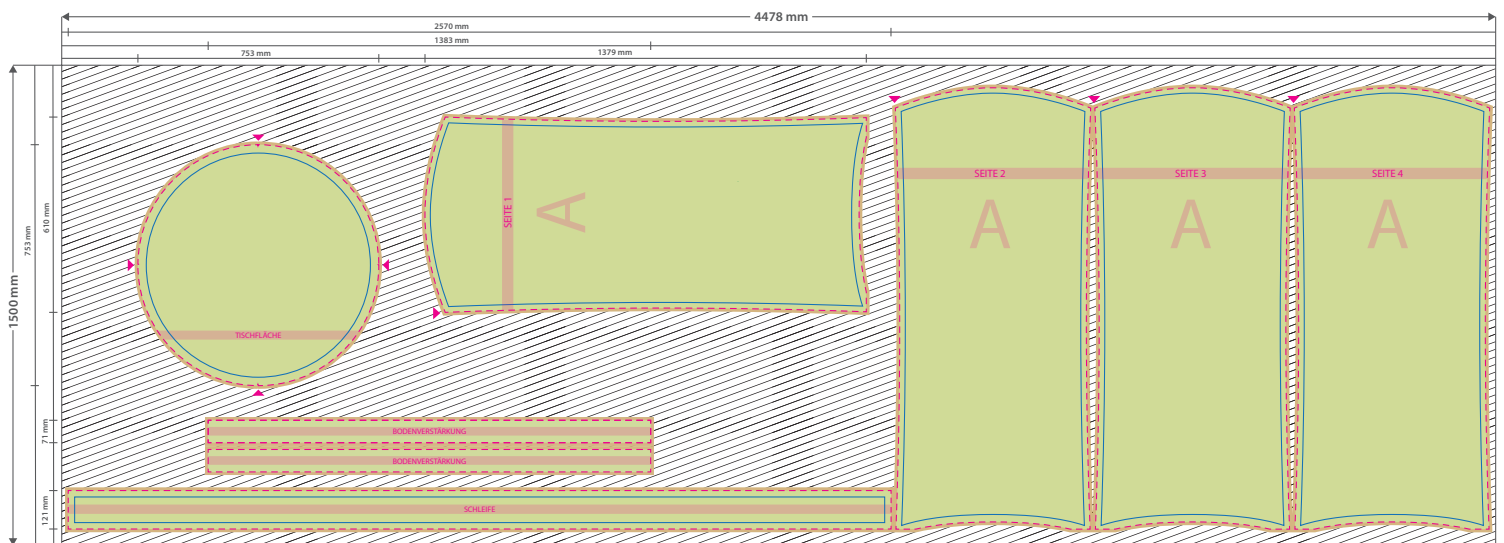 4478 mm
2570 mm
1383 mm
753 mm
1379 mm
1500 mm
753 mm
610 mm
71 mm
121 mm
TISCHFLÄCHE
SEITE 1
A
SEITE 2
A
SEITE 3
A
SEITE 4
A
BODENVERSTÄRKUNG
BODENVERSTÄRKUNG
SCHLEIFE